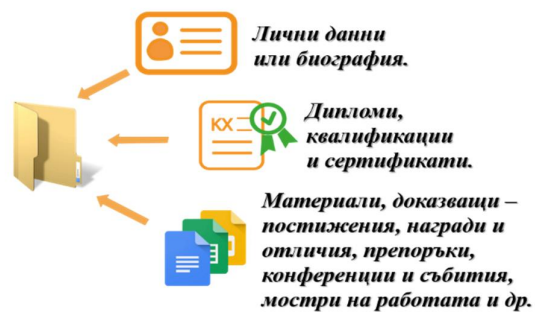 Лични данни
или биография.
КХ
Дипломи,
квалификации
и сертификати.
Материали, доказващи –
постижения, награди и
отличия, препоръки,
конференции и събития,
мостри на работата и др.